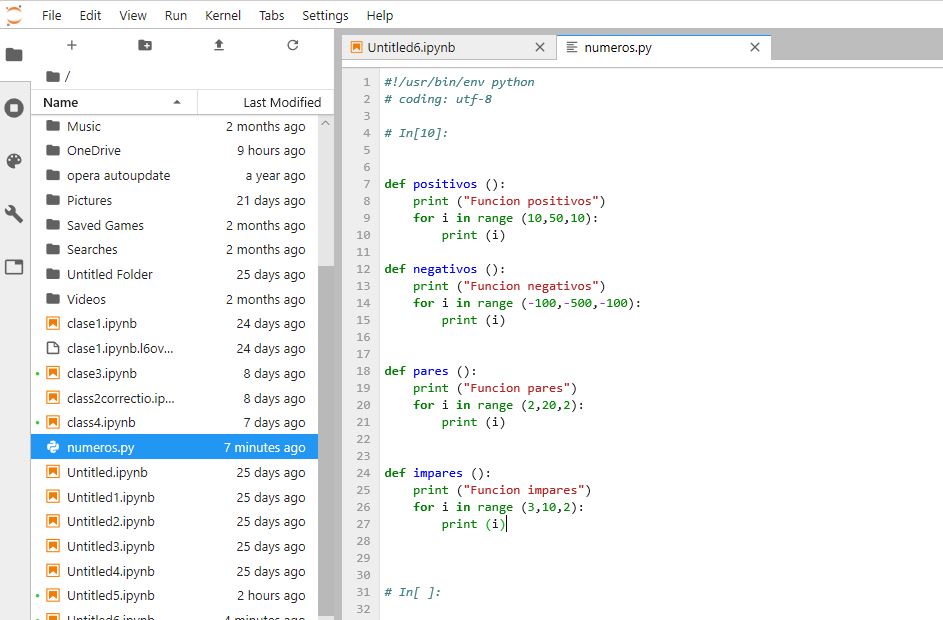 File Edit View Run Kernel Tabs Settings Help
/
Name Last Modified
Music 2 months ago
OneDrive 9 hours ago
opera autoupdate a year ago
Pictures 21 days ago
Saved Games 2 months ago
Searches 2 months ago
Untitled Folder 25 days ago
Videos 2 months ago
clase1.ipynb 24 days ago
clase1.ipynb.l6ov... 24 days ago
clase3.ipynb 8 days ago
class2correctio.ip... 8 days ago
class4.ipynb 7 days ago
numeros.py 7 minutes ago
Untitled.ipynb 25 days ago
Untitled1.ipynb 25 days ago
Untitled2.ipynb 25 days ago
Untitled3.ipynb 25 days ago
Untitled4.ipynb 25 days ago
Untitled5.ipynb 2 hours ago
Untitled6.ipynb 4 minutes ago
Untitled6.ipynb numeros.py
1 #!/usr/bin/env python
2 # coding: utf-8
3
4 # In[10]:
5
6
7 def positivos ():
8 print ("Funcion positivos")
9 for i in range (10,50,10):
10 print (i)
11
12 def negativos ():
13 print ("Funcion negativos")
14 for i in range (-100,-500,-100):
15 print (i)
16
17
18 def pares ():
19 print ("Funcion pares")
20 for i in range (2,20,2):
21 print (i)
22
23
24 def impares ():
25 print ("Funcion impares")
26 for i in range (3,10,2):
27 print (i)
28
29
30
31 # In[ ]:
32